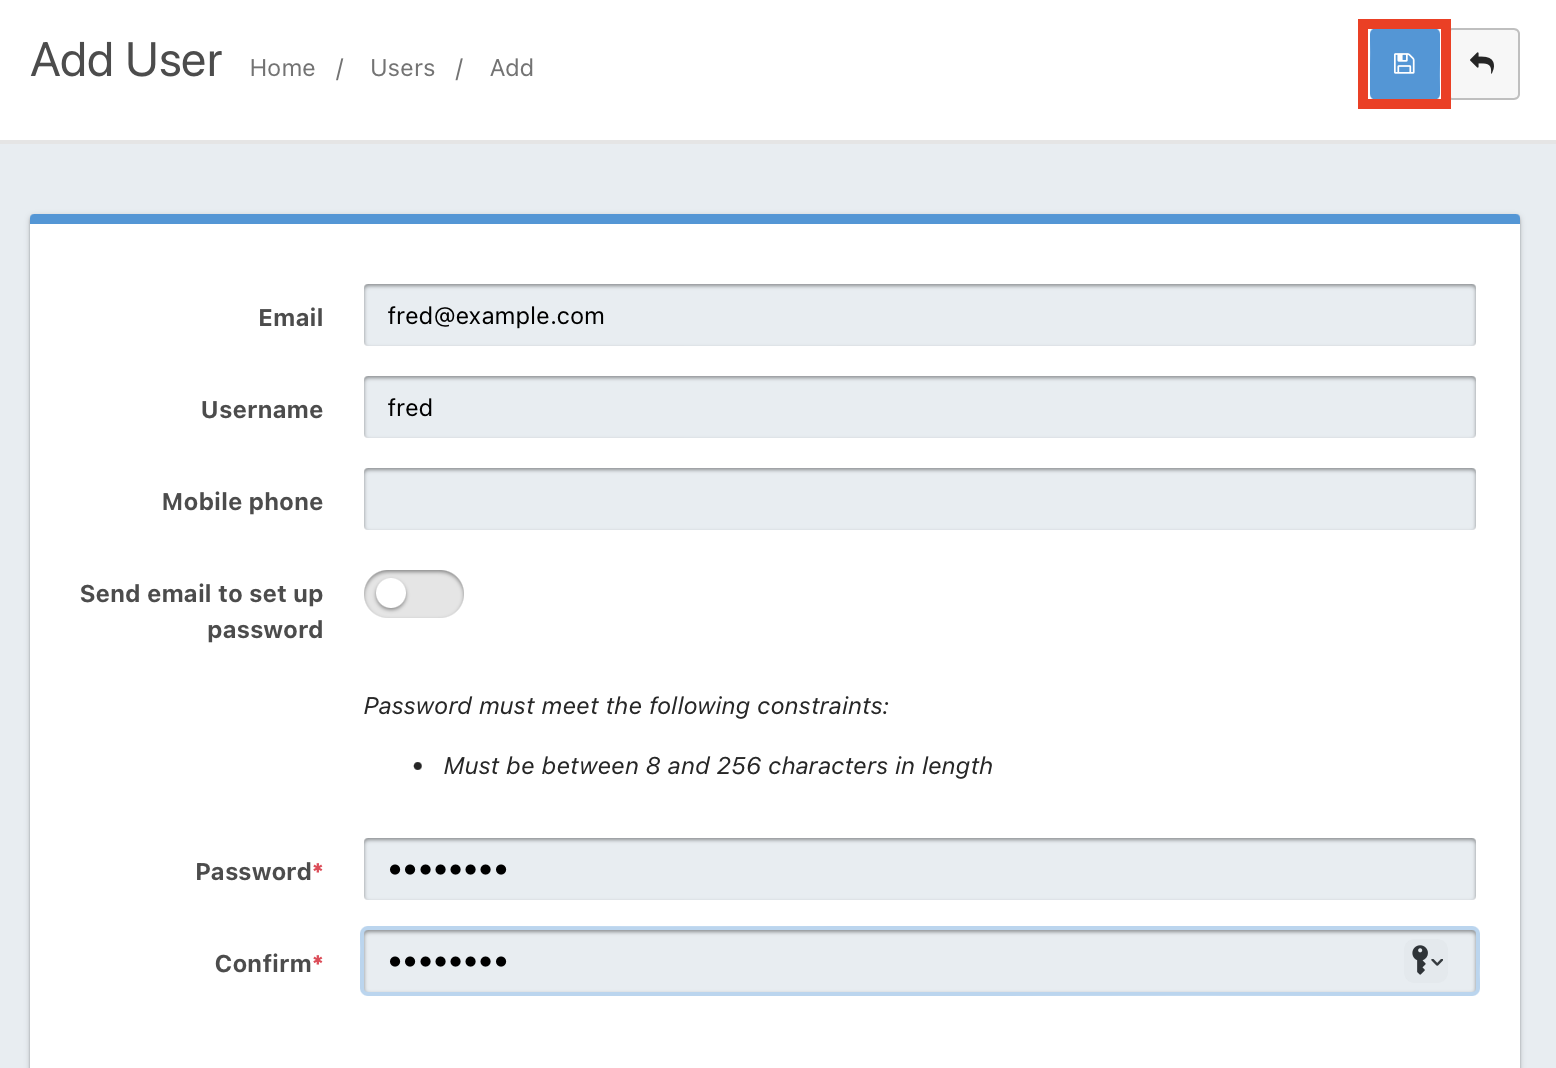 Add User Home / Users / Add
Email fred@example.com
Username fred
Mobile phone
Send email to set up
password
Password must meet the following constraints:
• Must be between 8 and 256 characters in length
Password* ••••••••
Confirm* ••••••••